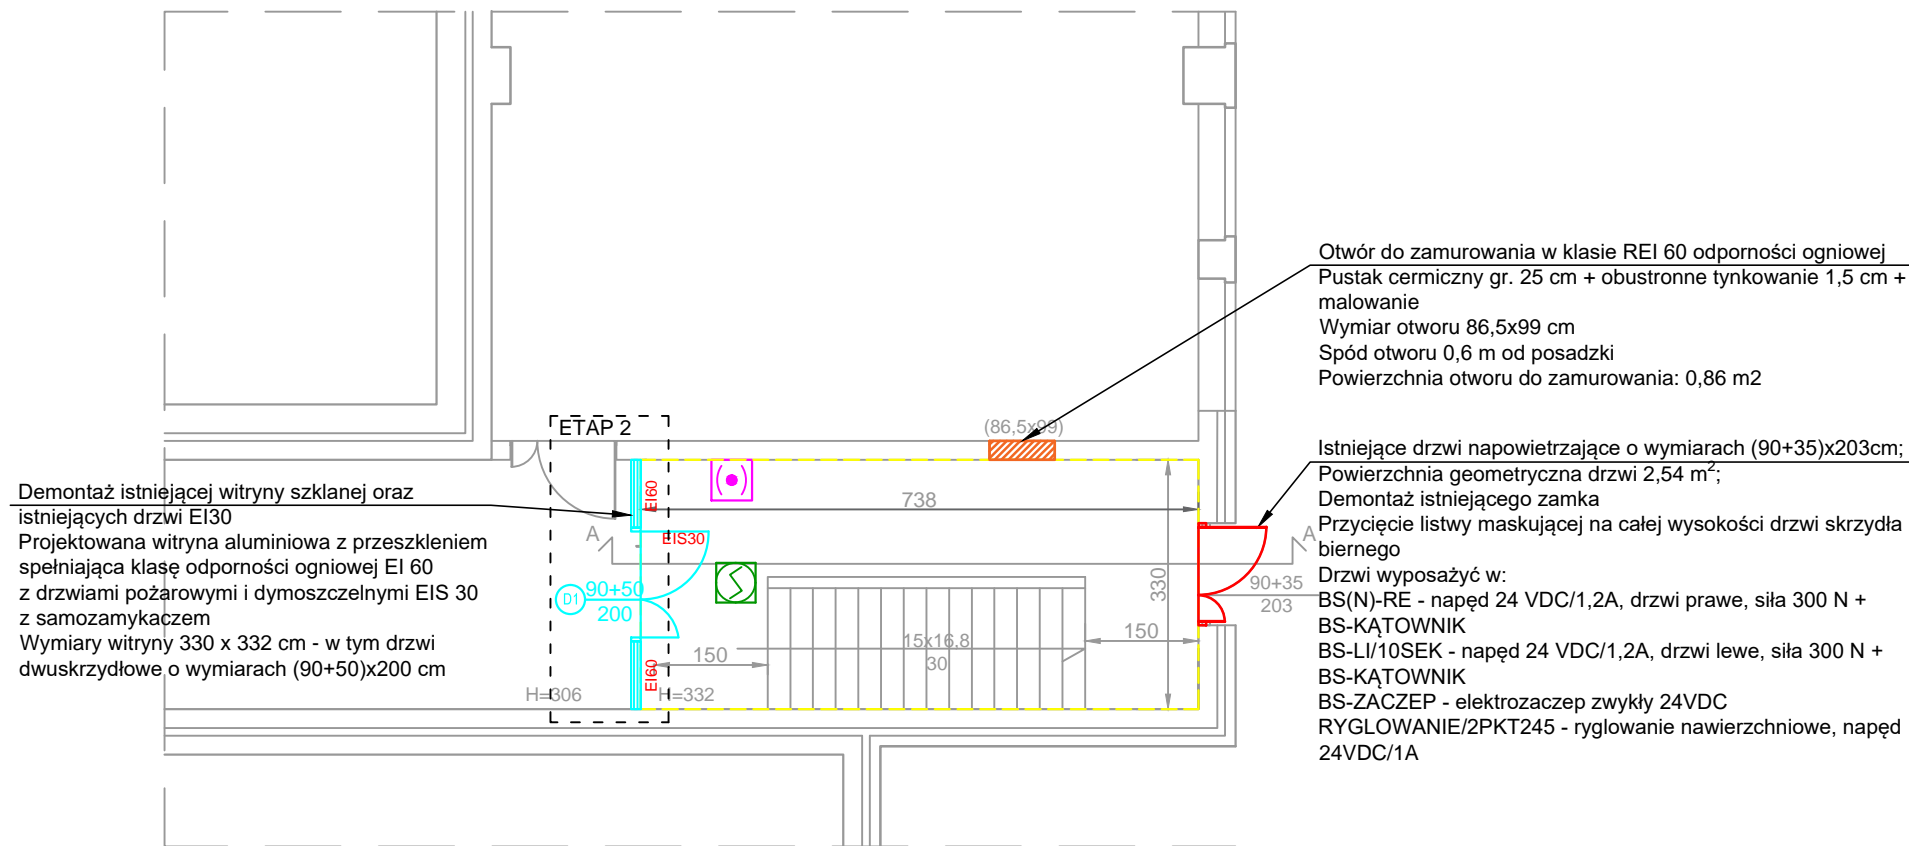 Otwór do zamurowania w klasie REI 60 odporności ogniowej
Pustak cermiczny gr. 25 cm + obustronne tynkowanie 1,5 cm +
malowanie
Wymiar otworu 86,5x99 cm
Spód otworu 0,6 m od posadzki
Powierzchnia otworu do zamurowania: 0,86 m2
ETAP 2
(86,5x99)
Istniejące drzwi napowietrzające o wymiarach (90+35)x203cm;
Powierzchnia geometryczna drzwi 2,54 m²;
Demontaż istniejącego zamka
Przycięcie listwy maskującej na całej wysokości drzwi skrzydła
biernego
Drzwi wyposażyć w:
BS(N)-RE - napęd 24 VDC/1,2A, drzwi prawe, siła 300 N +
BS-KĄTOWNIK
BS-LI/10SEK - napęd 24 VDC/1,2A, drzwi lewe, siła 300 N +
BS-KĄTOWNIK
BS-ZACZEP - elektrozaczep zwykły 24VDC
RYGLOWANIE/2PKT245 - ryglowanie nawierzchniowe, napęd
24VDC/1A
Demontaż istniejącej witryny szklanej oraz
istniejących drzwi EI30
Projektowana witryna aluminiowa z przeszkleniem
spełniająca klasę odporności ogniowej EI 60
z drzwiami pożarowymi i dymoszczelnymi EIS 30
z samozamykaczem
Wymiary witryny 330 x 332 cm - w tym drzwi
dwuskrzydłowe o wymiarach (90+50)x200 cm
EI60
738
A
EIS30
A
D1
90+50
200
330
90+35
203
15x16.8
30
150
150
EI60
H=306
H=332